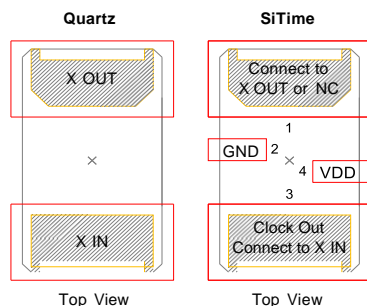 Quartz
SiTime
X OUT
Connect to
X OUT or NC
1
GND
2
4
VDD
3
X IN
Clock Out
Connect to X IN
Top View
Top View